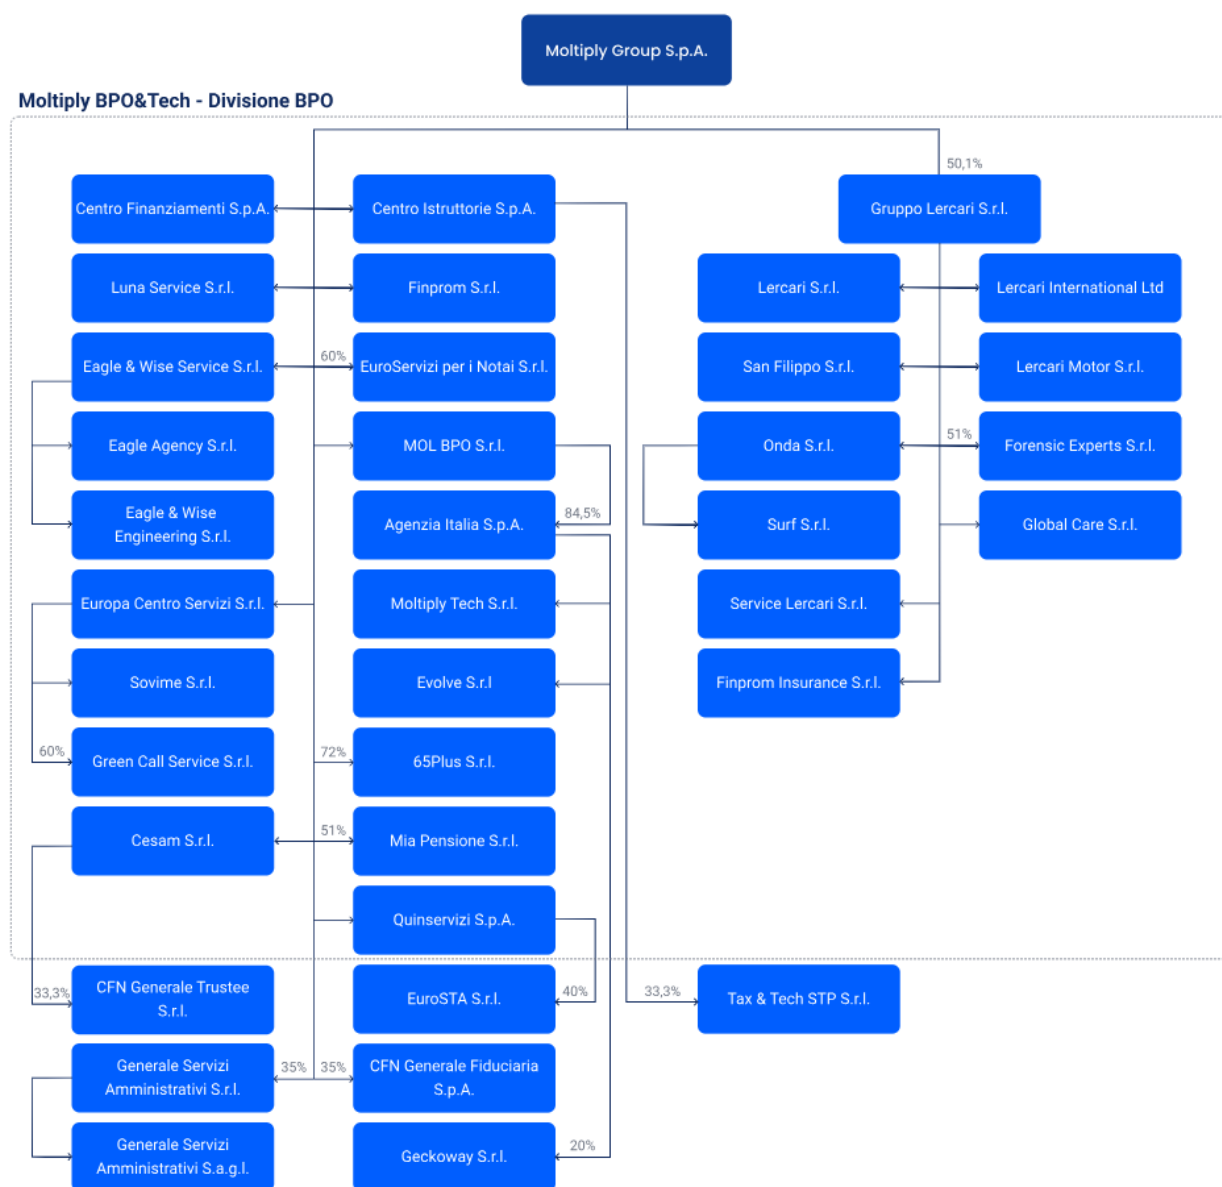 Moltiply Group S.p.A.
Moltiply BPO&Tech - Divisione BPO
50,1%
Centro Finanziamenti S.p.A.
Centro Istruttorie S.p.A.
Gruppo Lercari S.r.l.
Luna Service S.r.l.
Finprom S.r.l.
Lercari S.r.l.
Lercari International Ltd
Eagle & Wise Service S.r.l.
60%
EuroServizi per i Notai S.r.l.
San Filippo S.r.l.
Lercari Motor S.r.l.
Eagle Agency S.r.l.
MOL BPO S.r.l.
Onda S.r.l.
51%
Forensic Experts S.r.l.
Eagle & Wise
Engineering S.r.l.
Agenzia Italia S.p.A.
84,5%
Surf S.r.l.
Global Care S.r.l.
Europa Centro Servizi S.r.l.
Moltiply Tech S.r.l.
Service Lercari S.r.l.
Sovime S.r.l.
Evolve S.r.l
Finprom Insurance S.r.l.
60%
Green Call Service S.r.l.
72%
65Plus S.r.l.
Cesam S.r.l.
51%
Mia Pensione S.r.l.
Quinservizi S.p.A.
33,3%
CFN Generale Trustee
S.r.l.
EuroSTA S.r.l.
40%
33,3%
Tax & Tech STP S.r.l.
Generale Servizi
Amministrativi S.r.l.
35%
35%
CFN Generale Fiduciaria
S.p.A.
Generale Servizi
Amministrativi S.a.g.l.
Geckoway S.r.l.
20%